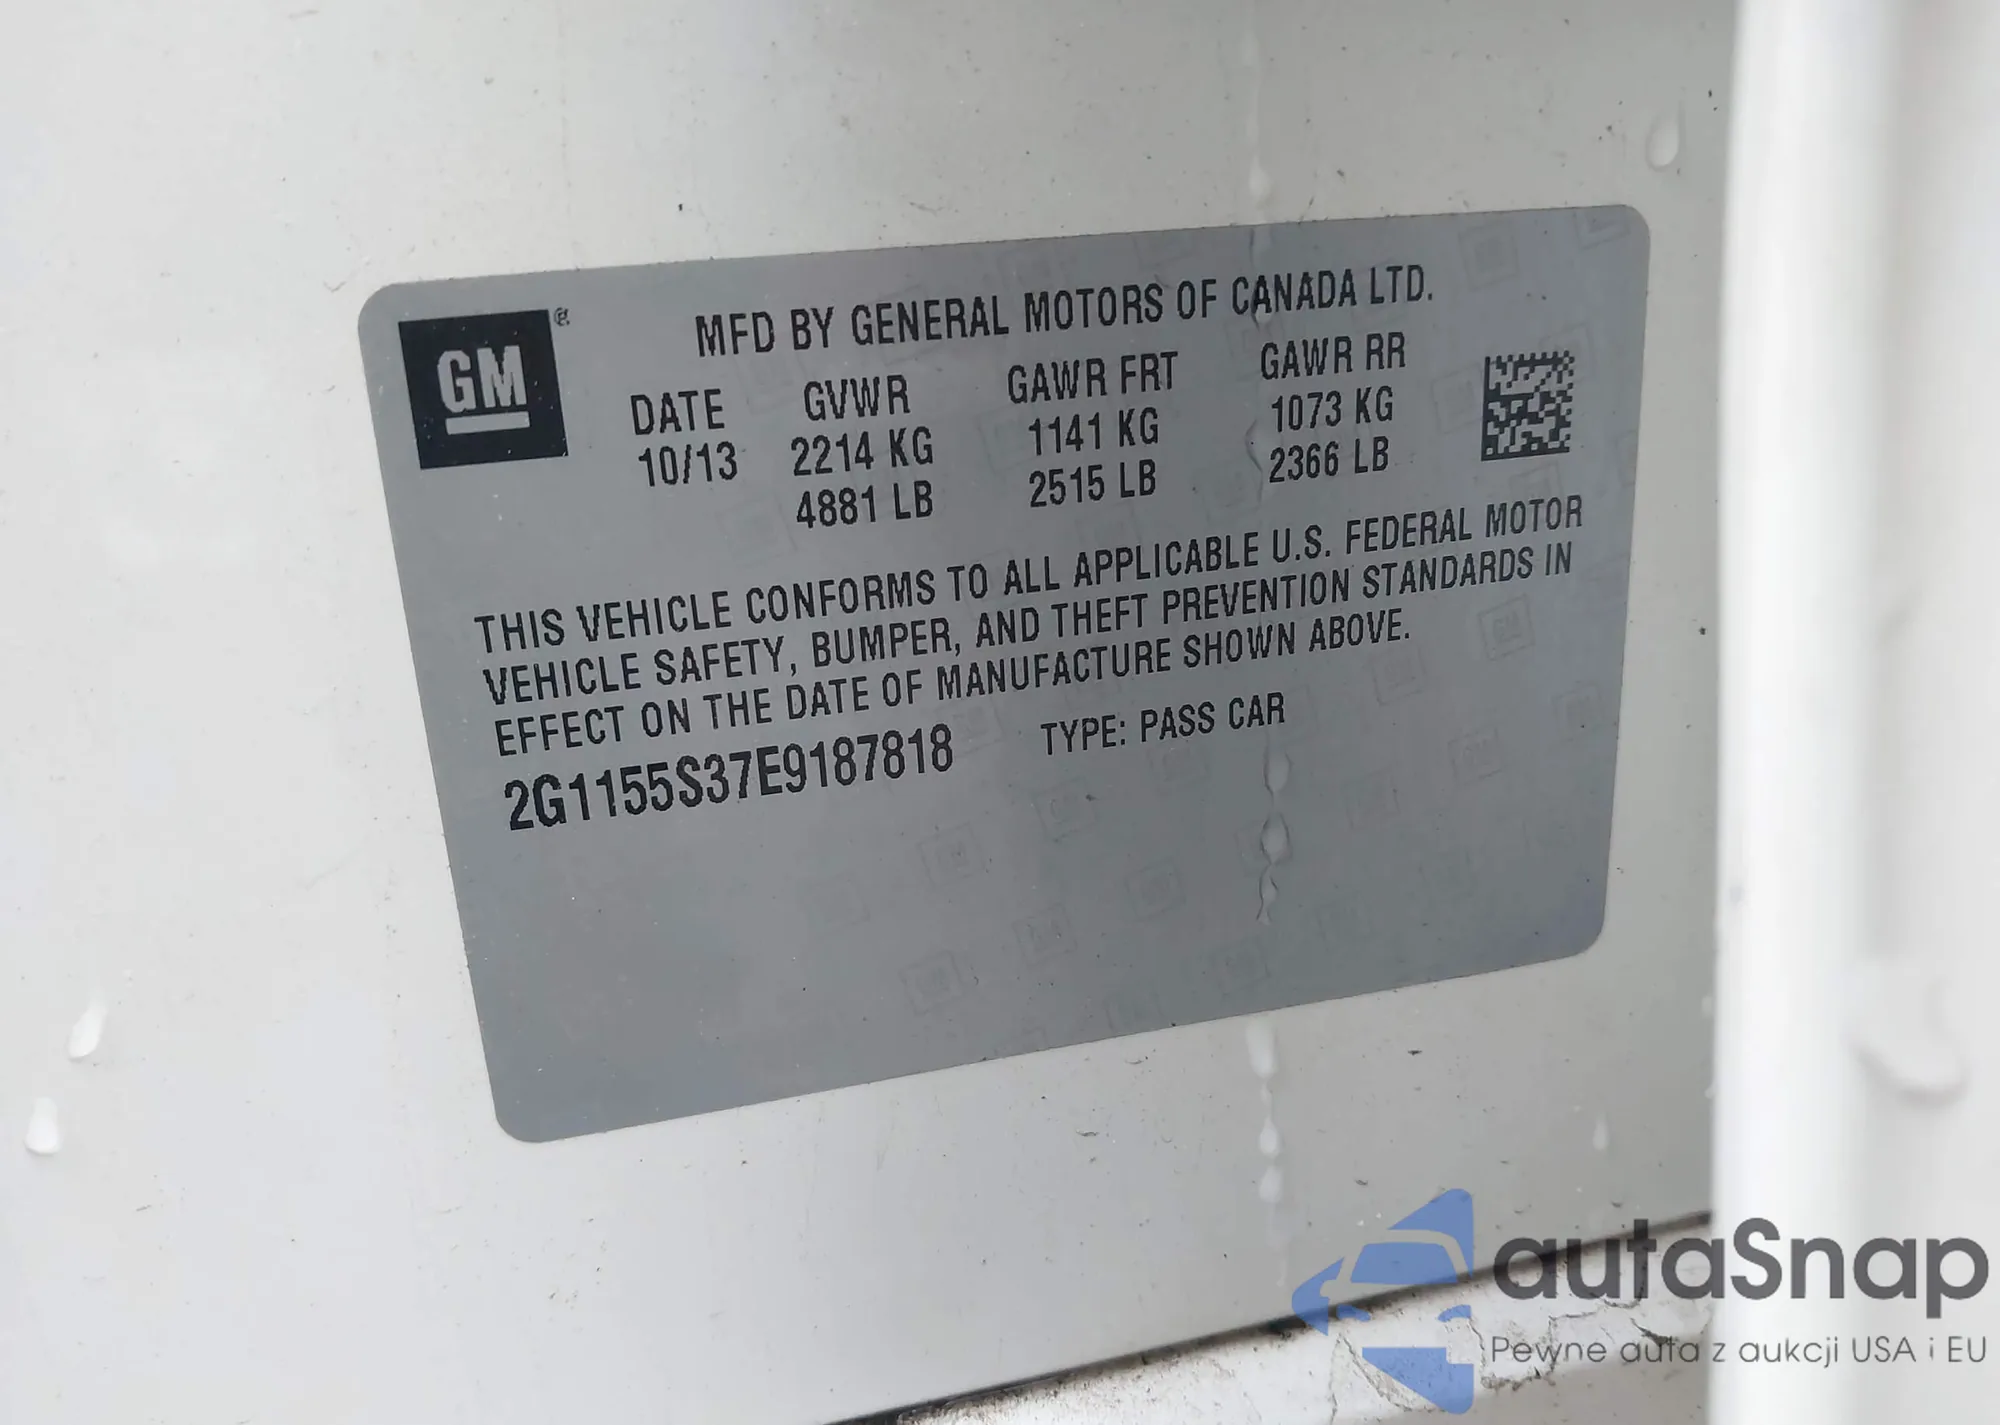 GM
MFD BY GENERAL MOTORS OF CANADA LTD.
DATE GVWR GAWR FRT GAWR RR
10/13 2214 KG 1141 KG 1073 KG
4881 LB 2515 LB 2366 LB
THIS VEHICLE CONFORMS TO ALL APPLICABLE U.S. FEDERAL MOTOR
VEHICLE SAFETY, BUMPER, AND THEFT PREVENTION STANDARDS IN
EFFECT ON THE DATE OF MANUFACTURE SHOWN ABOVE.
2G1155S37E9187818 TYPE: PASS CAR
autaSnap
Pewne auta z aukcji USA i EU